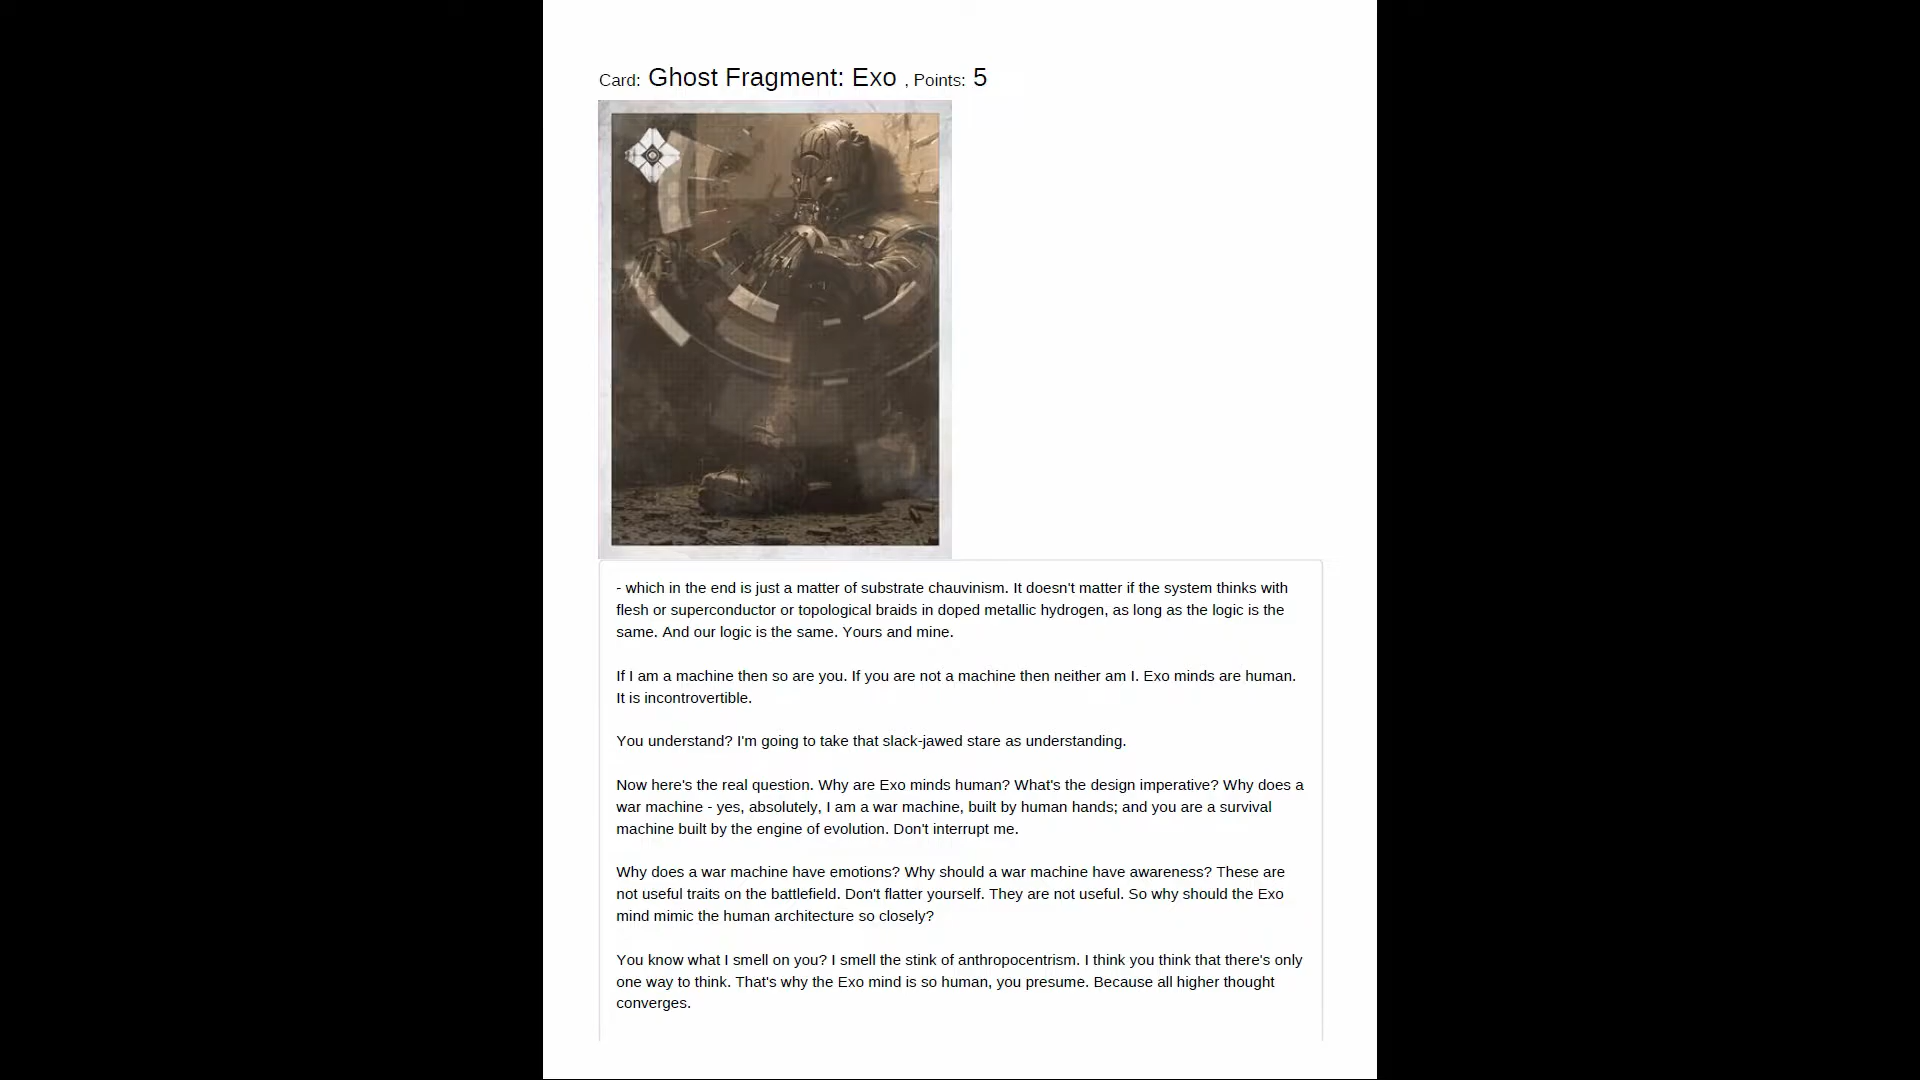 Card: Ghost Fragment: Exo , Points: 5
- which in the end is just a matter of substrate chauvinism. It doesn't matter if the system thinks with
flesh or superconductor or topological braids in doped metallic hydrogen, as long as the logic is the
same. And our logic is the same. Yours and mine.
If I am a machine then so are you. If you are not a machine then neither am I. Exo minds are human.
It is incontrovertible.
You understand? I'm going to take that slack-jawed stare as understanding.
Now here's the real question. Why are Exo minds human? What's the design imperative? Why does a
war machine - yes, absolutely, I am a war machine, built by human hands; and you are a survival
machine built by the engine of evolution. Don't interrupt me.
Why does a war machine have emotions? Why should a war machine have awareness? These are
not useful traits on the battlefield. Don't flatter yourself. They are not useful. So why should the Exo
mind mimic the human architecture so closely?
You know what I smell on you? I smell the stink of anthropocentrism. I think you think that there's only
one way to think. That's why the Exo mind is so human, you presume. Because all higher thought
converges.